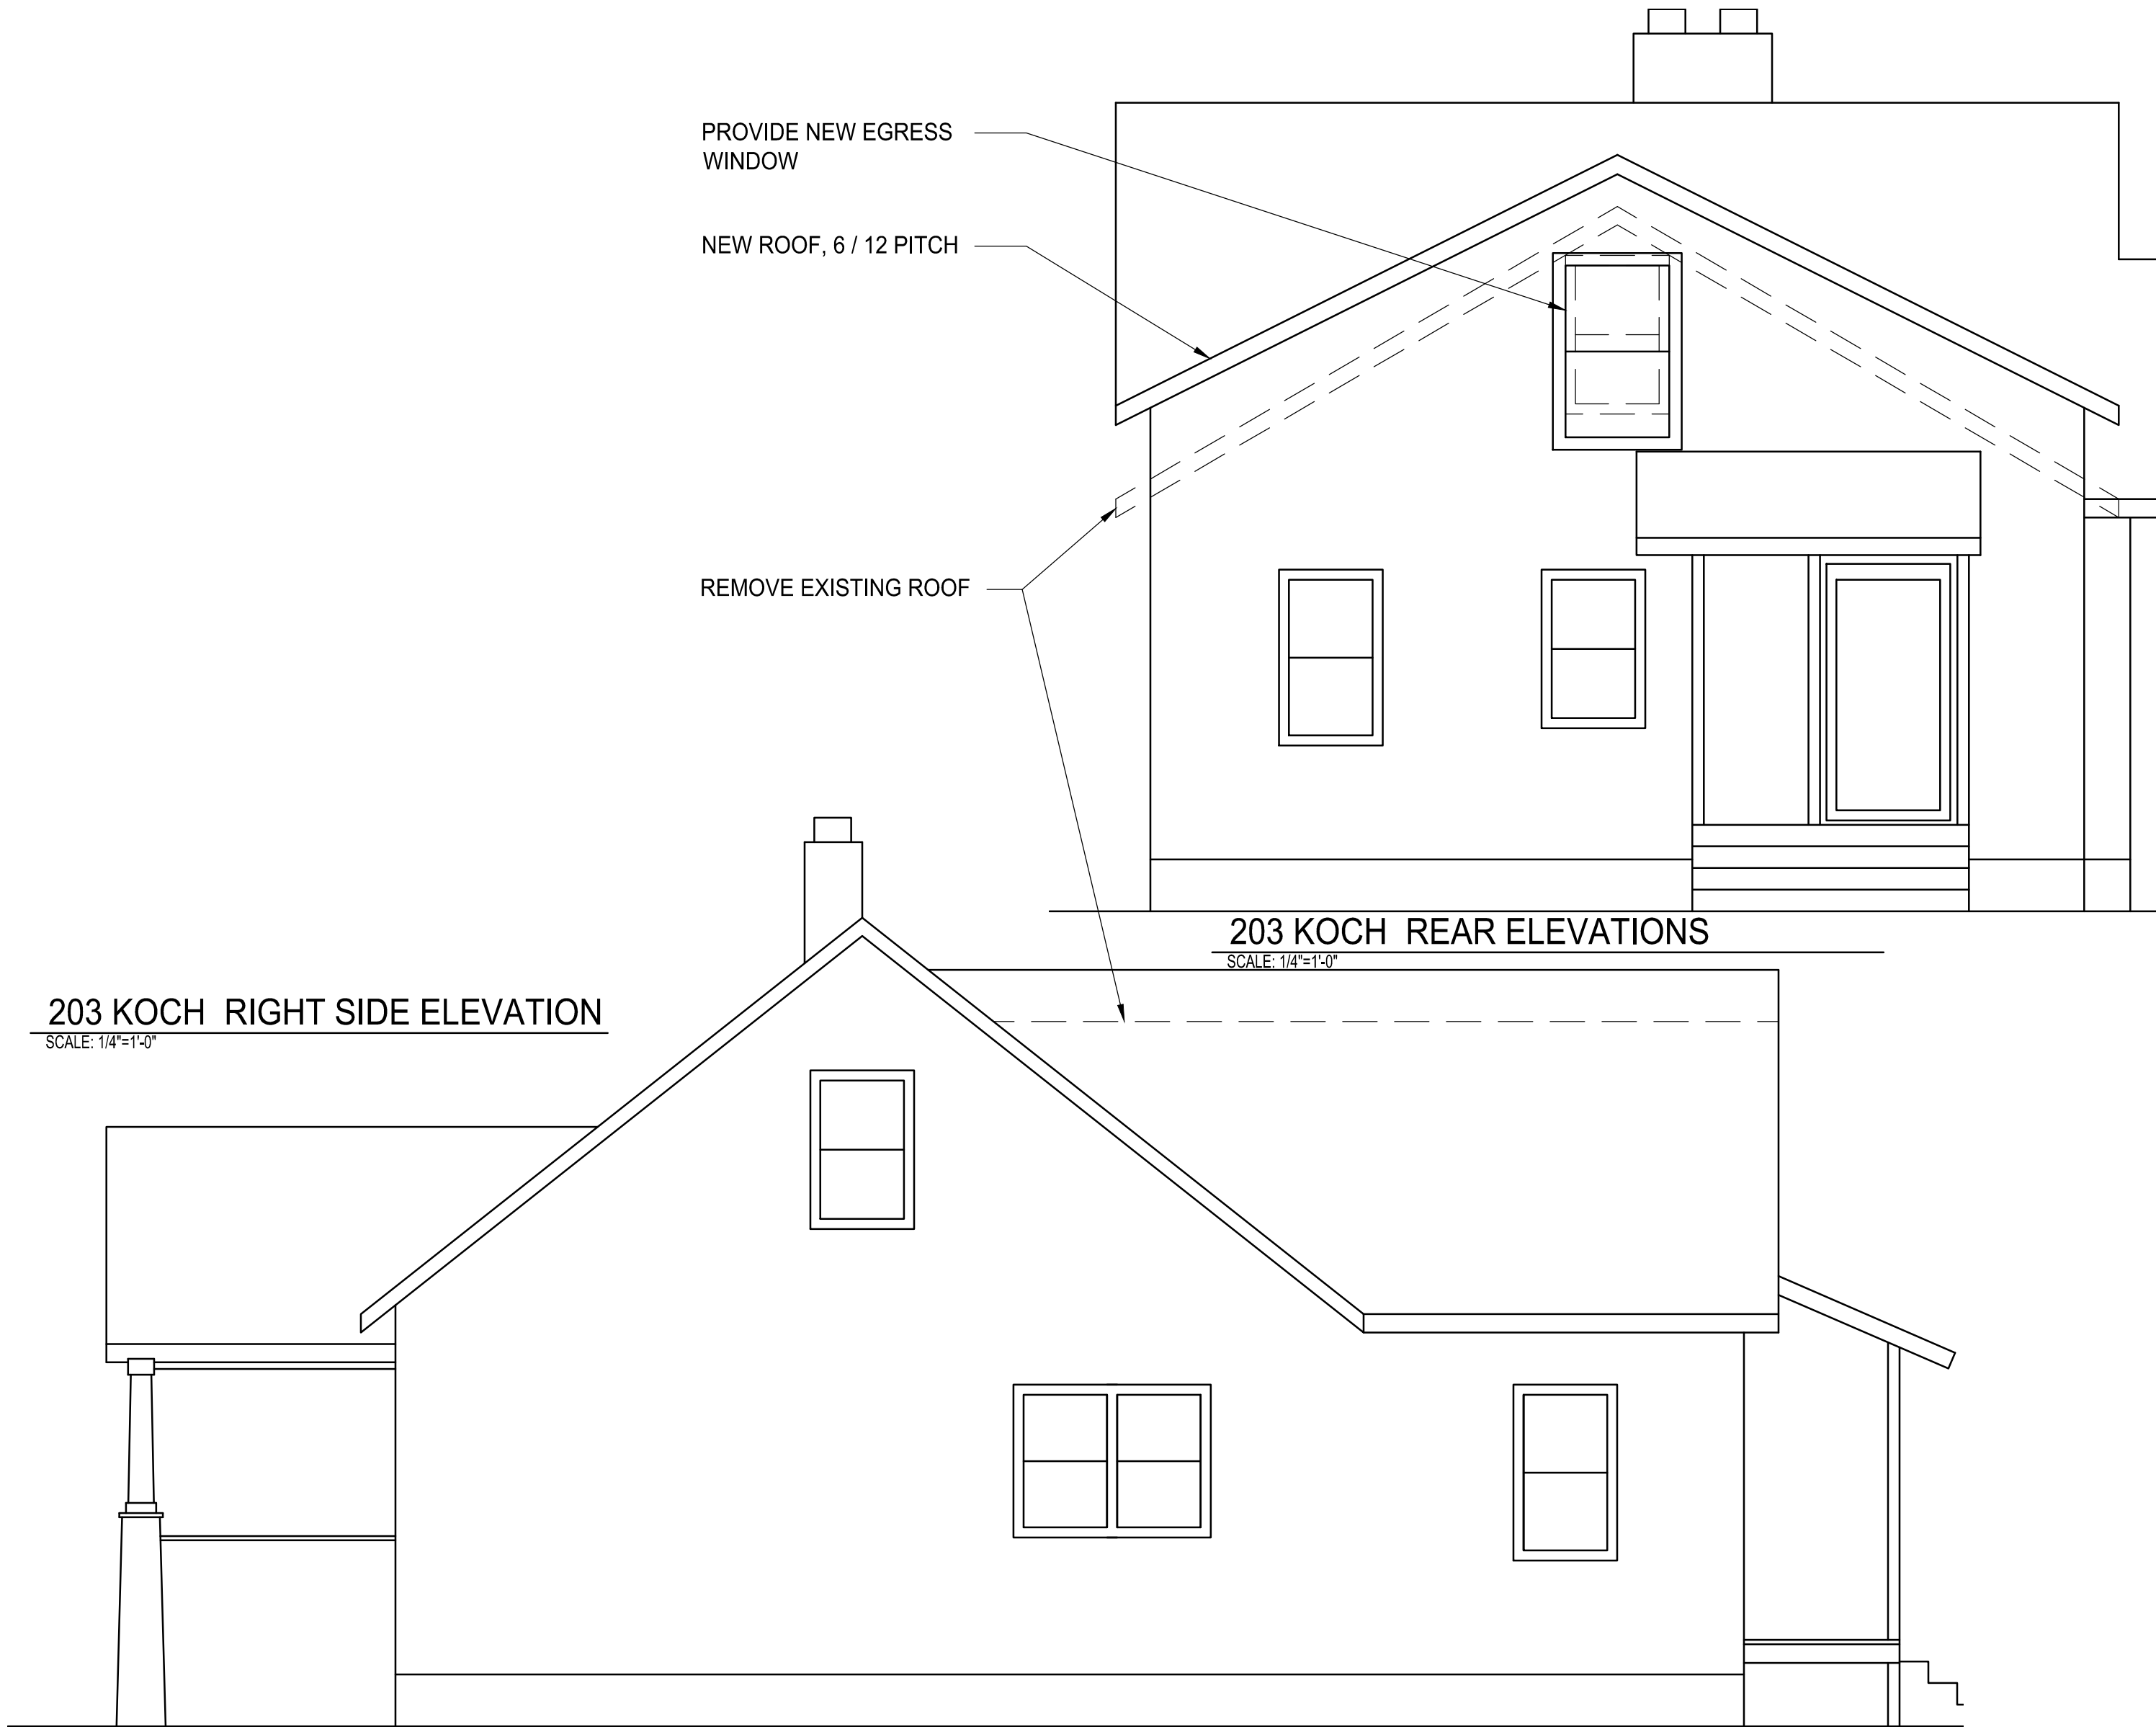 PROVIDE NEW EGRESS
WINDOW
NEW ROOF, 6 / 12 PITCH
REMOVE EXISTING ROOF
203 KOCH REAR ELEVATIONS
SCALE: 1/4"=1'-0"
203 KOCH RIGHT SIDE ELEVATION
SCALE: 1/4"=1'-0"